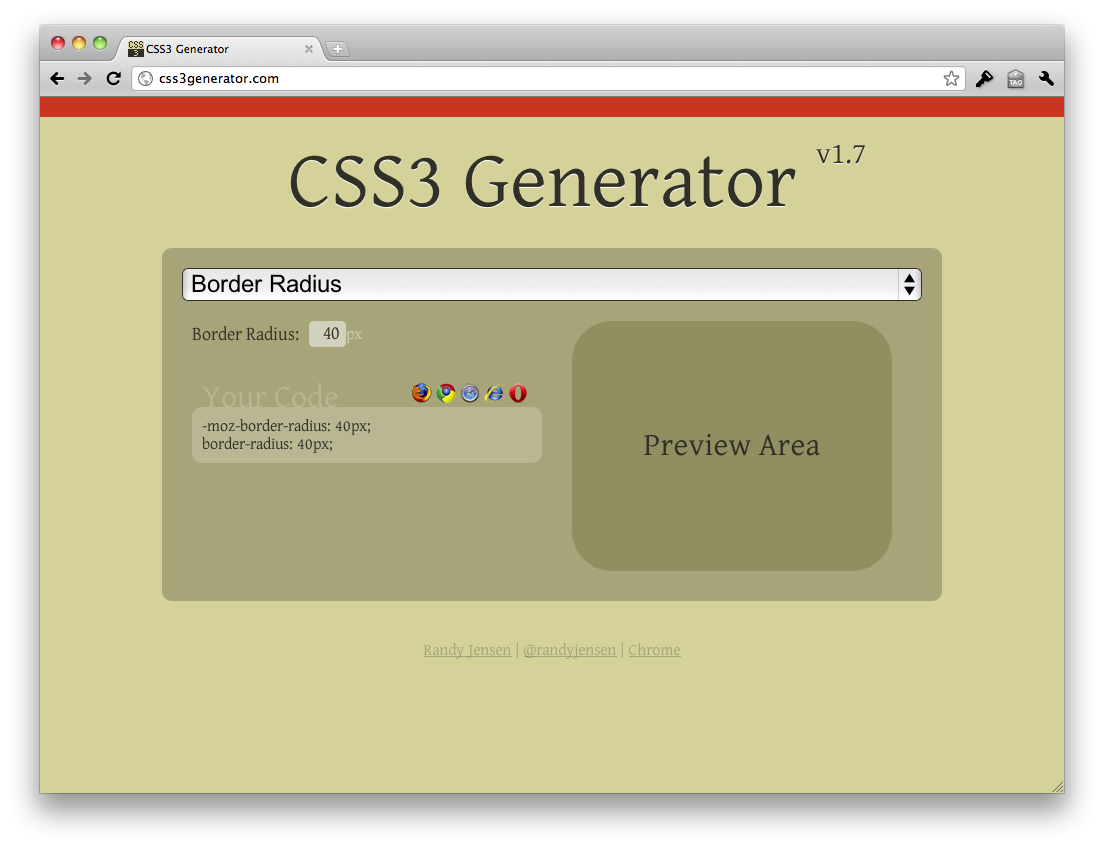 CSS3 Generator
css3generator.com
TAG
CSS3 Generator v1.7
Border Radius
Border Radius: 40 px
Your Code
-moz-border-radius: 40px;
border-radius: 40px;
Preview Area
Randy Jensen | @randyjensen | Chrome